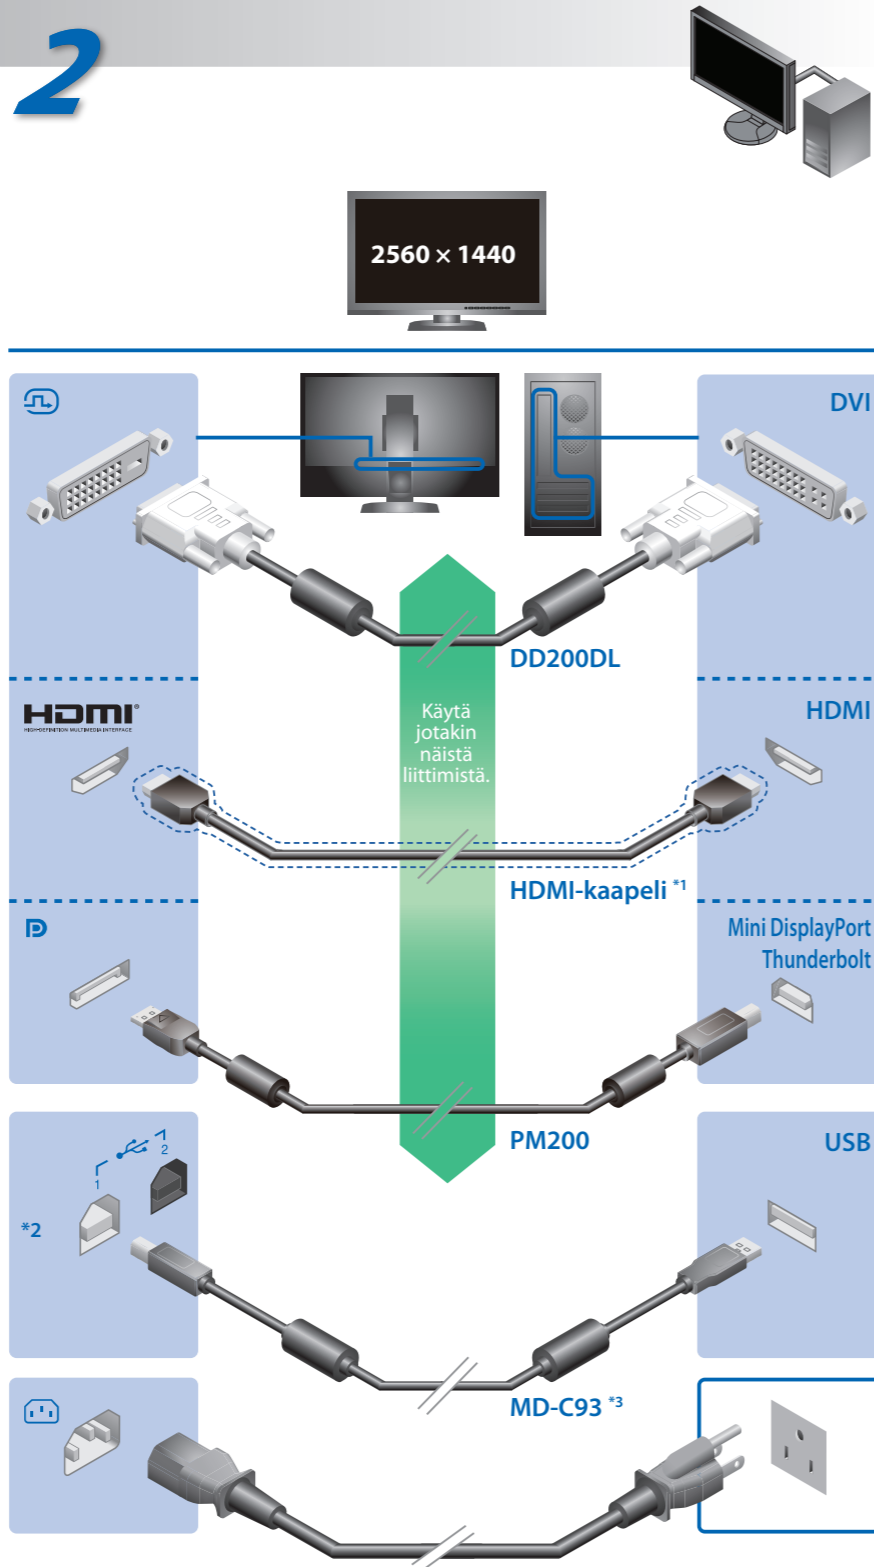 2
2560 × 1440
DVI
DD200DL
HDMI®
HIGH-DEFINITION MULTIMEDIA INTERFACE
HDMI
Käytä
jotakin
näistä
liittimistä.
HDMI-kaapeli *1
Mini DisplayPort
Thunderbolt
PM200
1
2
*2
USB
MD-C93 *3